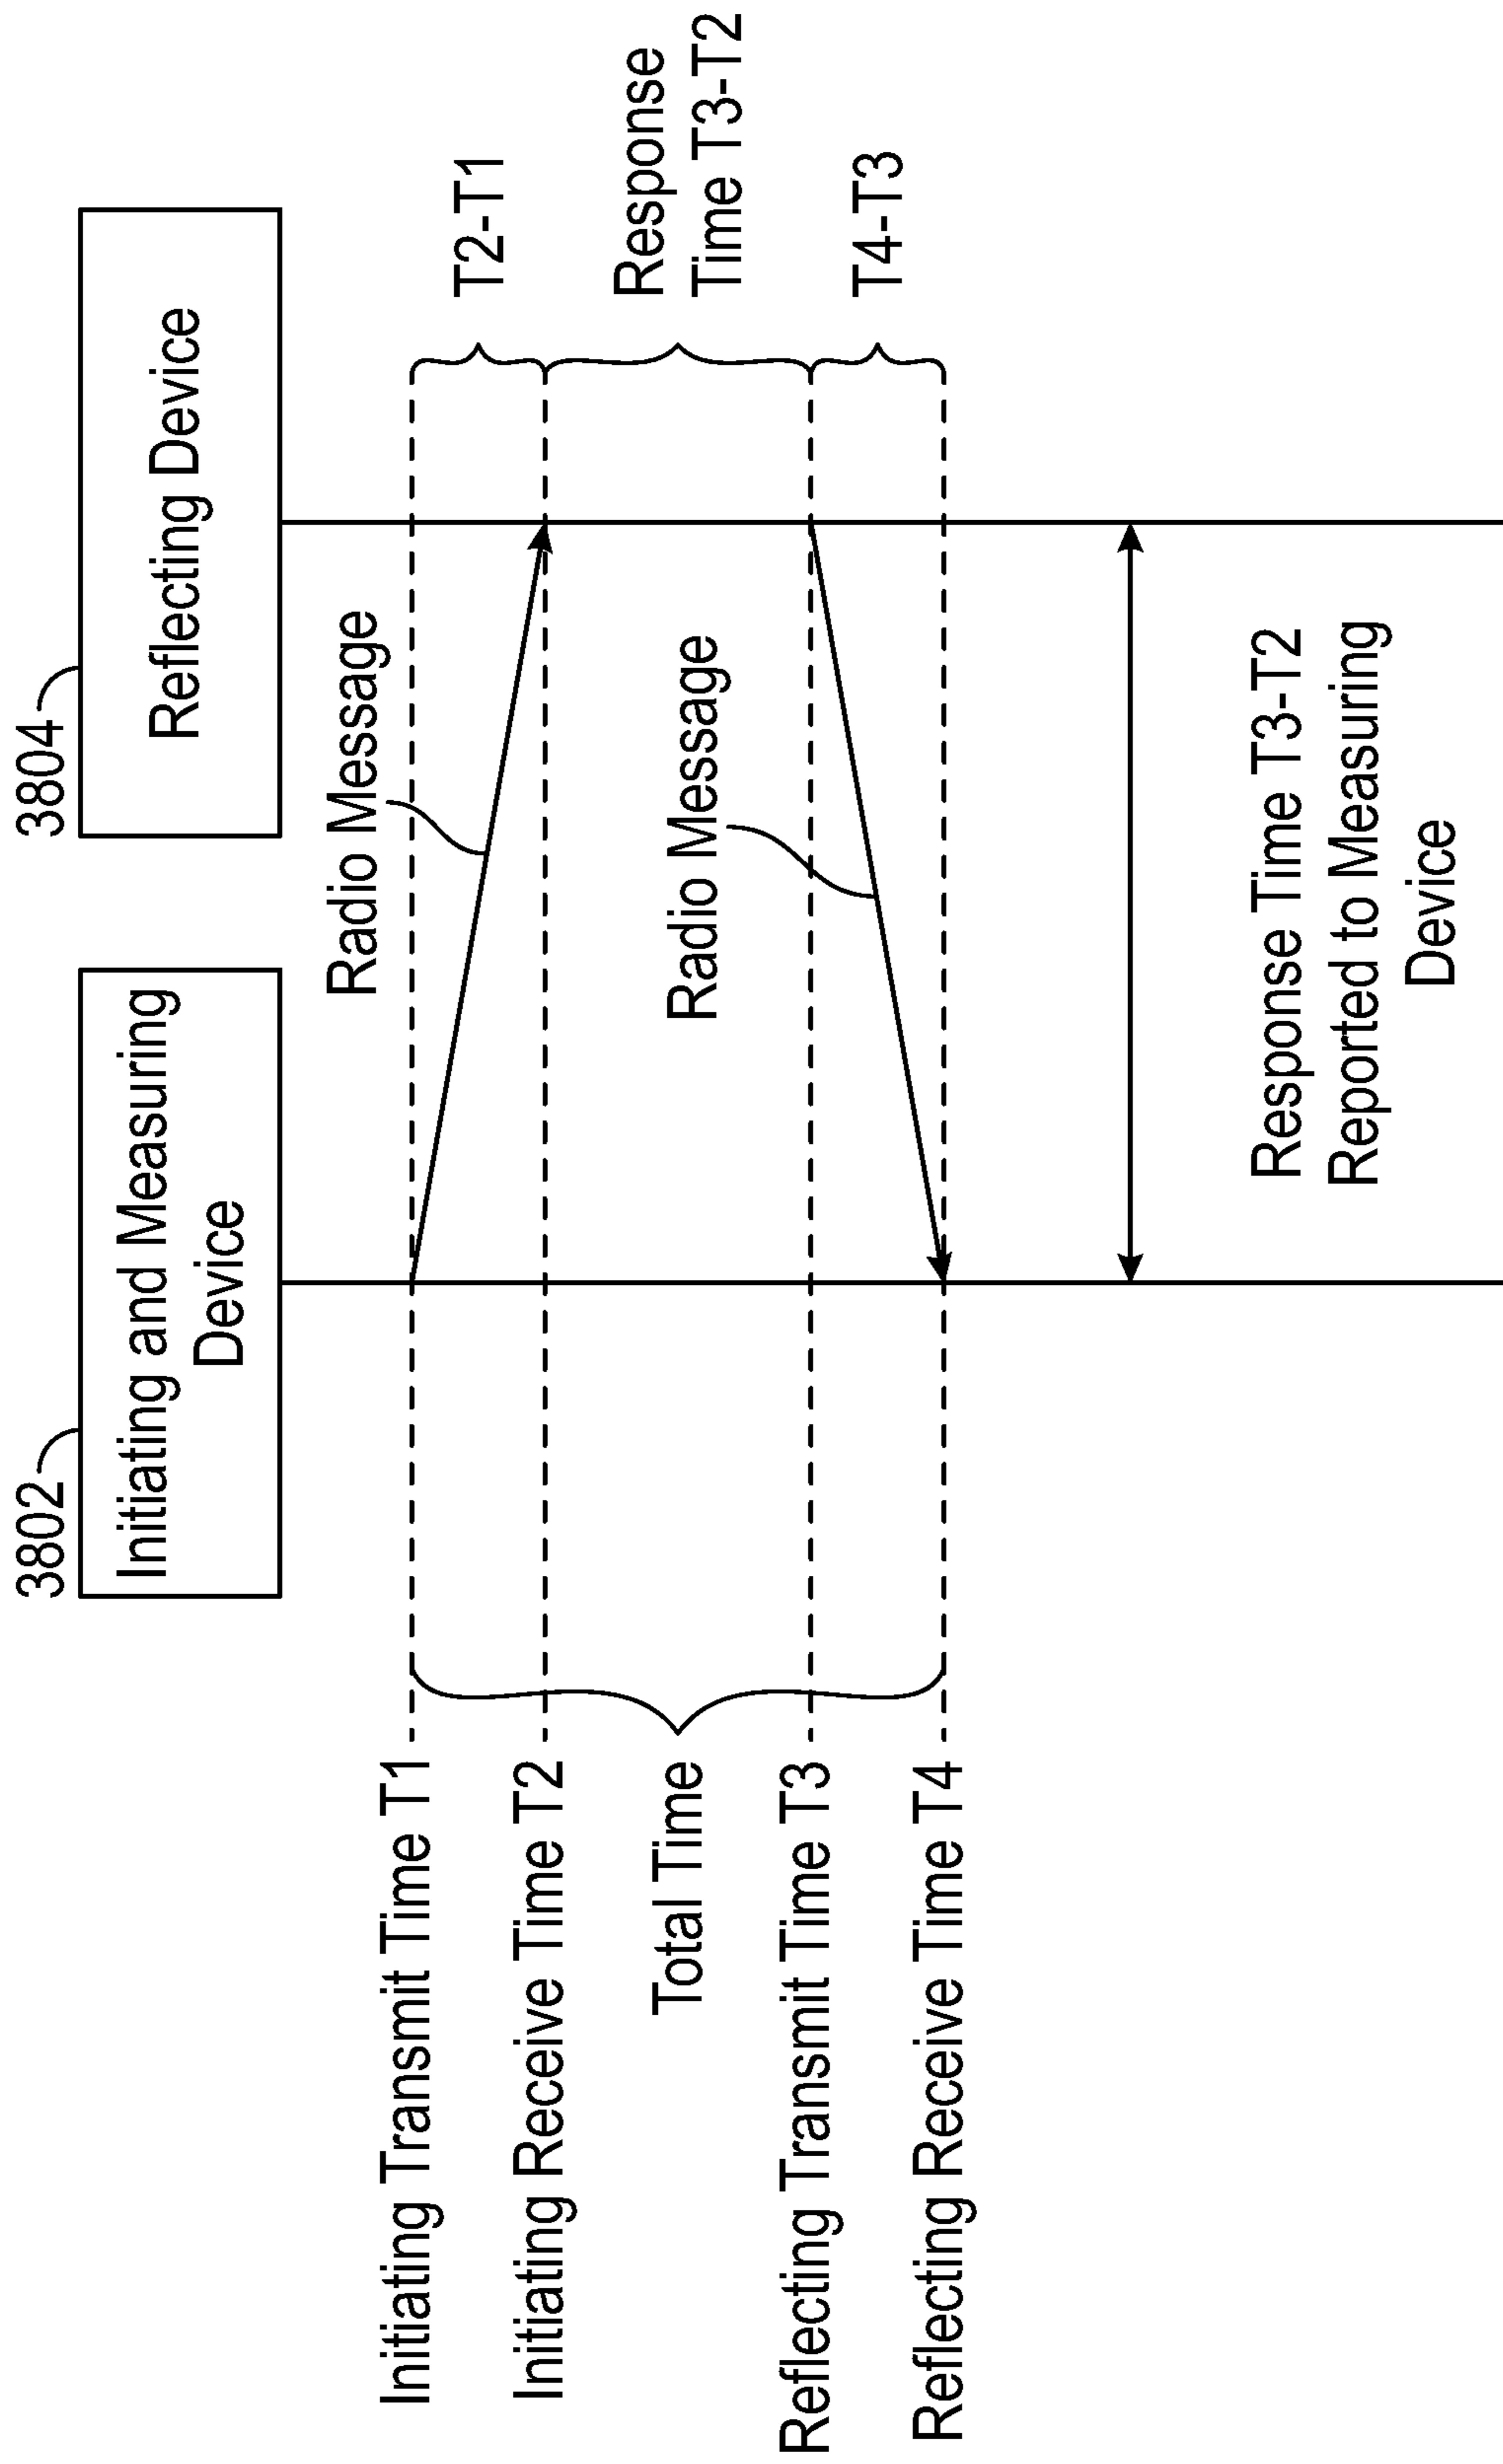 3802
Initiating and Measuring
Device
3804
Reflecting Device
Initiating Transmit Time T1
Initiating Receive Time T2
Total Time
Reflecting Transmit Time T3
Reflecting Receive Time T4
Radio Message
Radio Message
T2-T1
Response
Time T3-T2
T4-T3
Response Time T3-T2
Reported to Measuring
Device